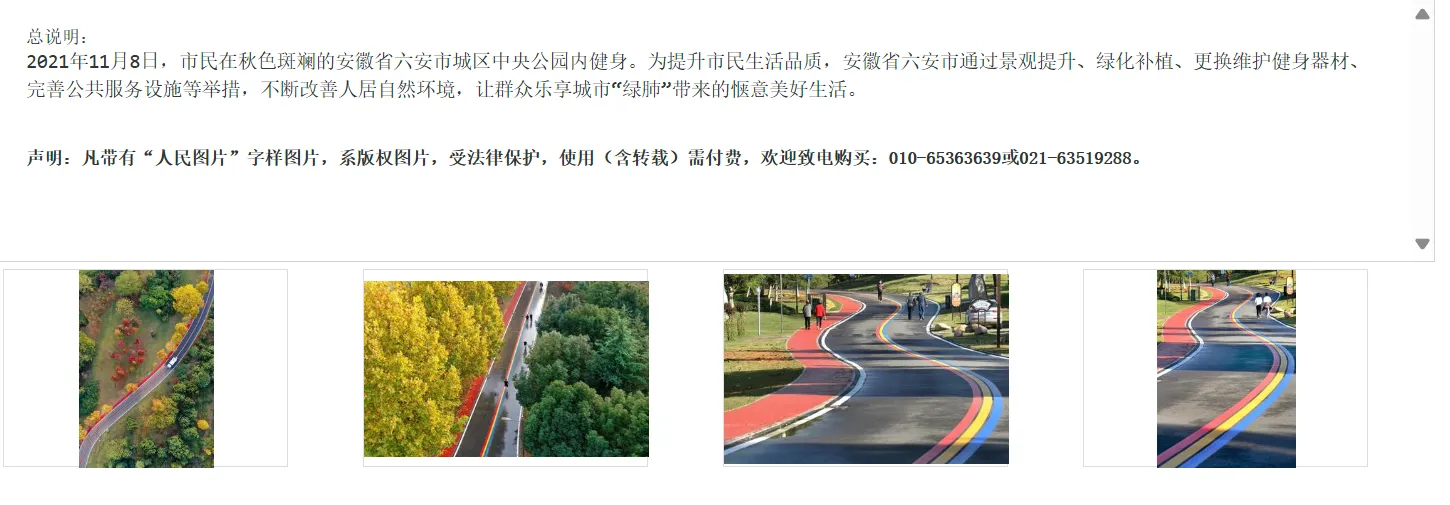 总说明：
2021年11月8日，市民在秋色斑斓的安徽省六安市城区中央公园内健身。为提升市民生活品质，安徽省六安市通过景观提升、绿化补植、更换维护健身器材、
完善公共服务设施等举措，不断改善人居自然环境，让群众乐享城市“绿肺”带来的惬意美好生活。
声明：凡带有“人民图片”字样图片，系版权图片，受法律保护，使用（含转载）需付费，欢迎致电购买：010-65363639或021-63519288。